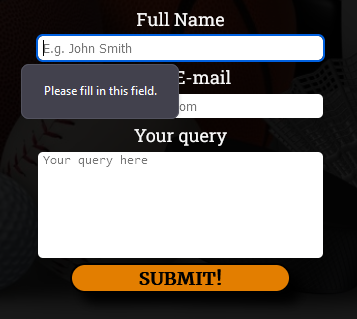 Full Name
E.g. John Smith
Please fill in this field.
E-mail
om
Your query
Your query here
SUBMIT!